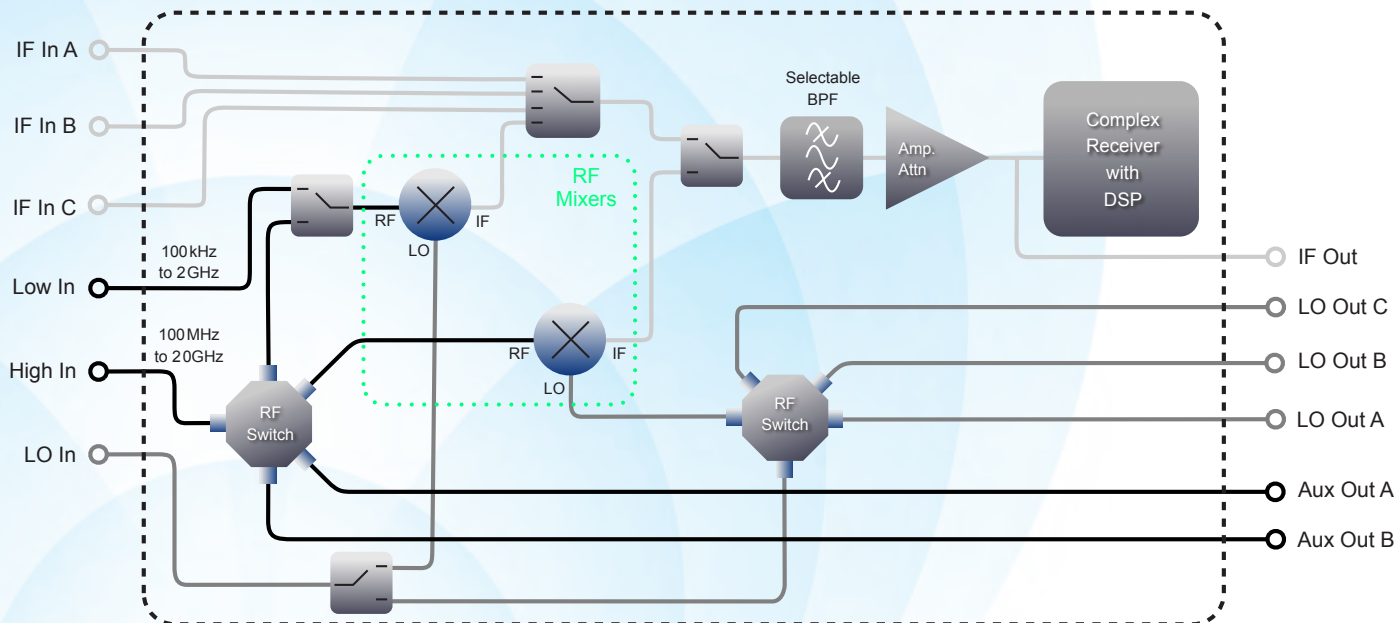 IF In A
IF In B
IF In C
Low In
High In
LO In
100 kHz
to 2 GHz
100 MHz
to 20 GHz
RF
Mixers
RF
IF
LO
RF
IF
LO
RF
Switch
Selectable
BPF
Amp.
Attn
Complex
Receiver
with
DSP
RF
Switch
IF Out
LO Out C
LO Out B
LO Out A
Aux Out A
Aux Out B